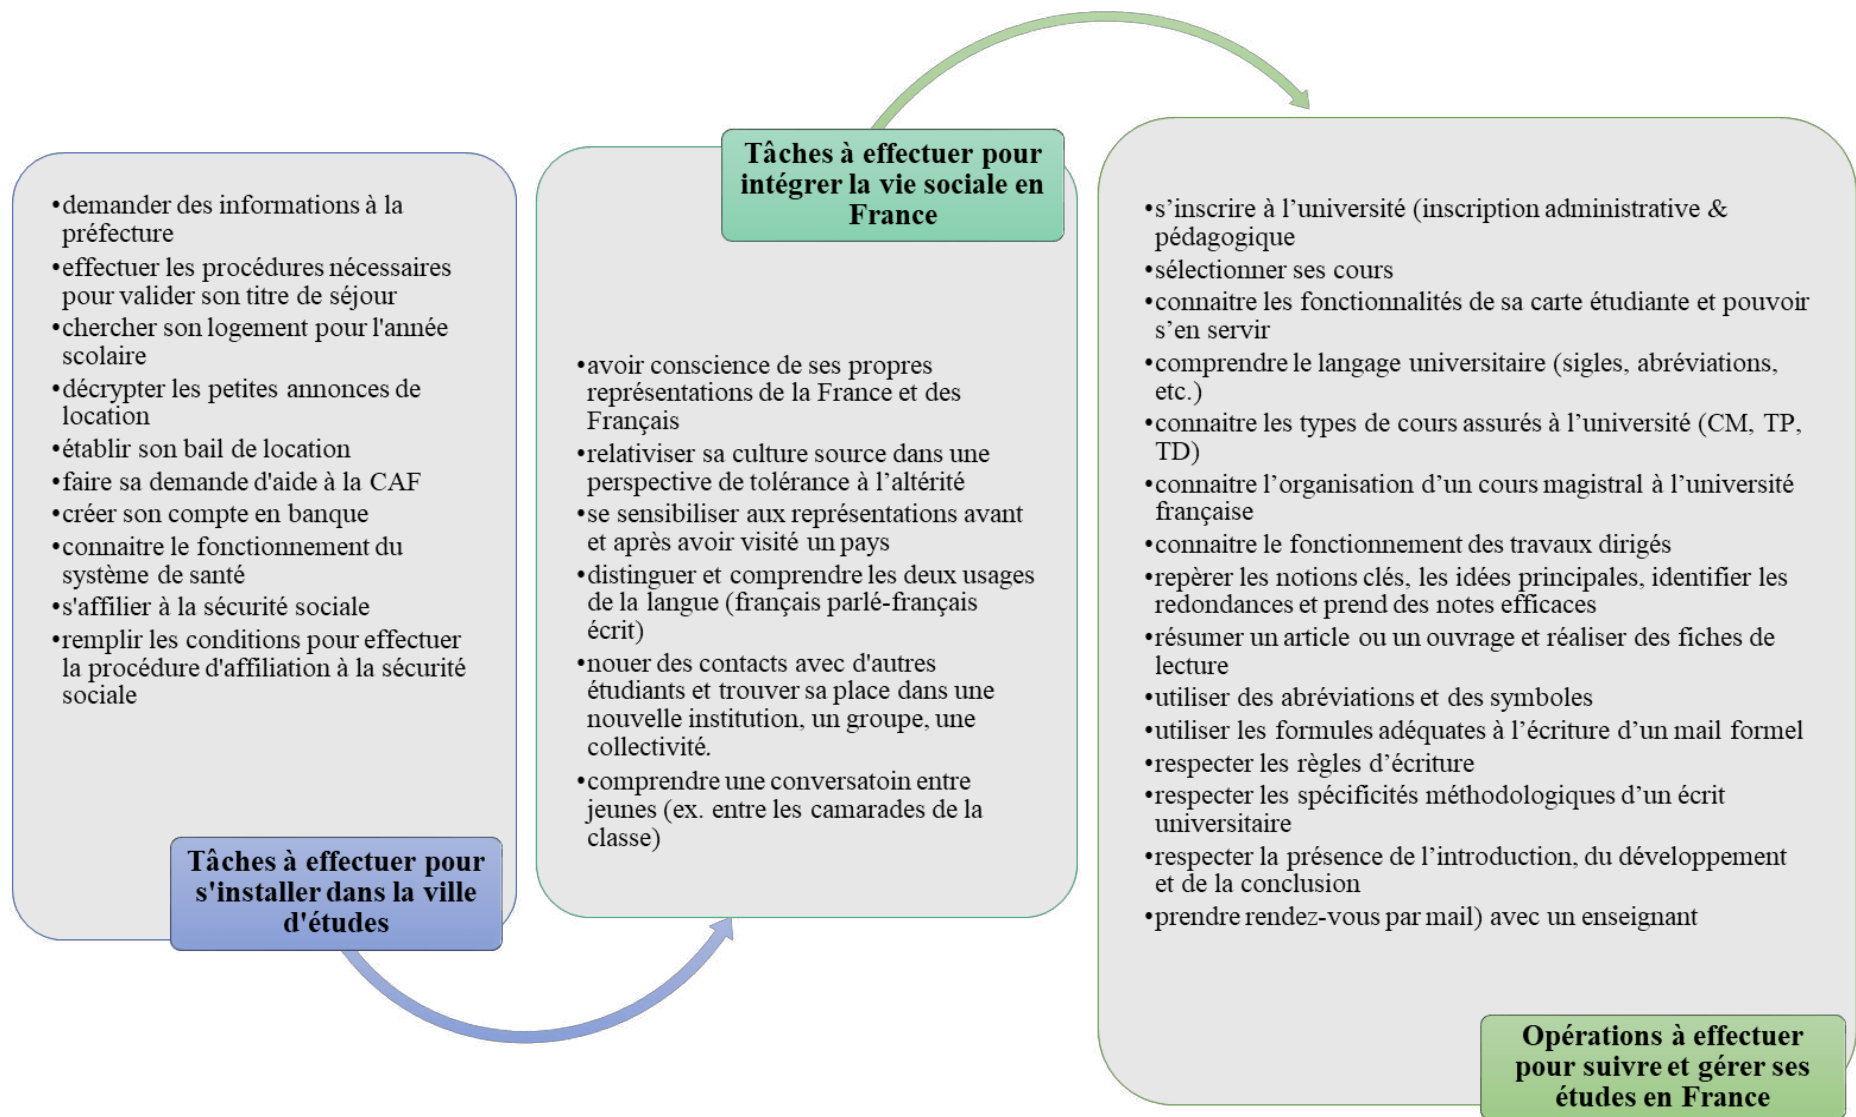 •demander des informations à la
préfecture
•effectuer les procédures nécessaires
pour valider son titre de séjour
•chercher son logement pour l'année
scolaire
•décrypter les petites annonces de
location
•établir son bail de location
•faire sa demande d'aide à la CAF
•créer son compte en banque
•connaitre le fonctionnement du
système de santé
•s'affilier à la sécurité sociale
•remplir les conditions pour effectuer
la procédure d'affiliation à la sécurité
sociale
Tâches à effectuer pour
s'installer dans la ville
d'études
Tâches à effectuer pour
intégrer la vie sociale en
France
•avoir conscience de ses propres
représentations de la France et des
Français
•relativiser sa culture source dans une
perspective de tolérance à l’altérité
•se sensibiliser aux représentations avant
et après avoir visité un pays
•distinguer et comprendre les deux usages
de la langue (français parlé-français
écrit)
•nouer des contacts avec d'autres
étudiants et trouver sa place dans une
nouvelle institution, un groupe, une
collectivité.
•comprendre une conversatoin entre
jeunes (ex. entre les camarades de la
classe)
•s’inscrire à l’université (inscription administrative &
pédagogique
•sélectionner ses cours
•connaitre les fonctionnalités de sa carte étudiante et pouvoir
s’en servir
•comprendre le langage universitaire (sigles, abréviations,
etc.)
•connaitre les types de cours assurés à l’université (CM, TP,
TD)
•connaitre l’organisation d’un cours magistral à l’université
française
•connaitre le fonctionnement des travaux dirigés
•repèrer les notions clés, les idées principales, identifier les
redondances et prend des notes efficaces
•résumer un article ou un ouvrage et réaliser des fiches de
lecture
•utiliser des abréviations et des symboles
•utiliser les formules adéquates à l’écriture d’un mail formel
•respecter les règles d’écriture
•respecter les spécificités méthodologiques d’un écrit
universitaire
•respecter la présence de l’introduction, du développement
et de la conclusion
•prendre rendez-vous par mail) avec un enseignant
Opérations à effectuer
pour suivre et gérer ses
études en France